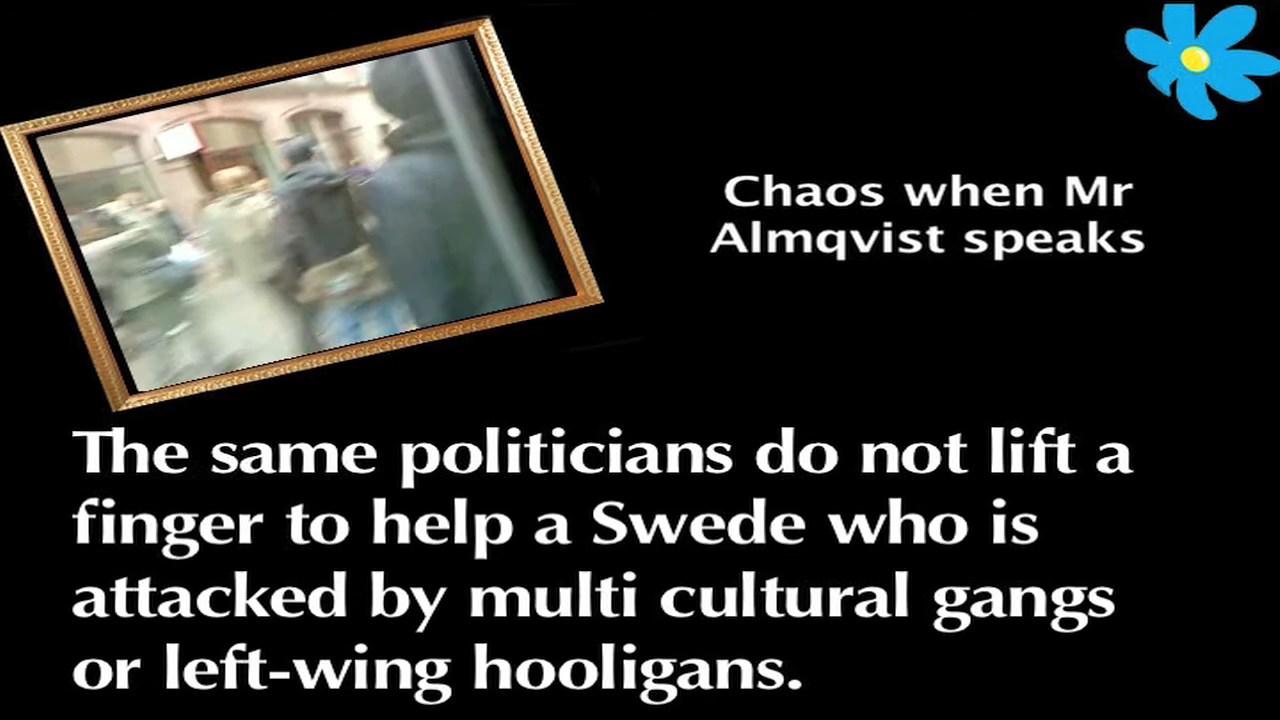 Chaos when Mr
Almqvist speaks
The same politicians do not lift a
finger to help a Swede who is
attacked by multi cultural gangs
or left-wing hooligans.